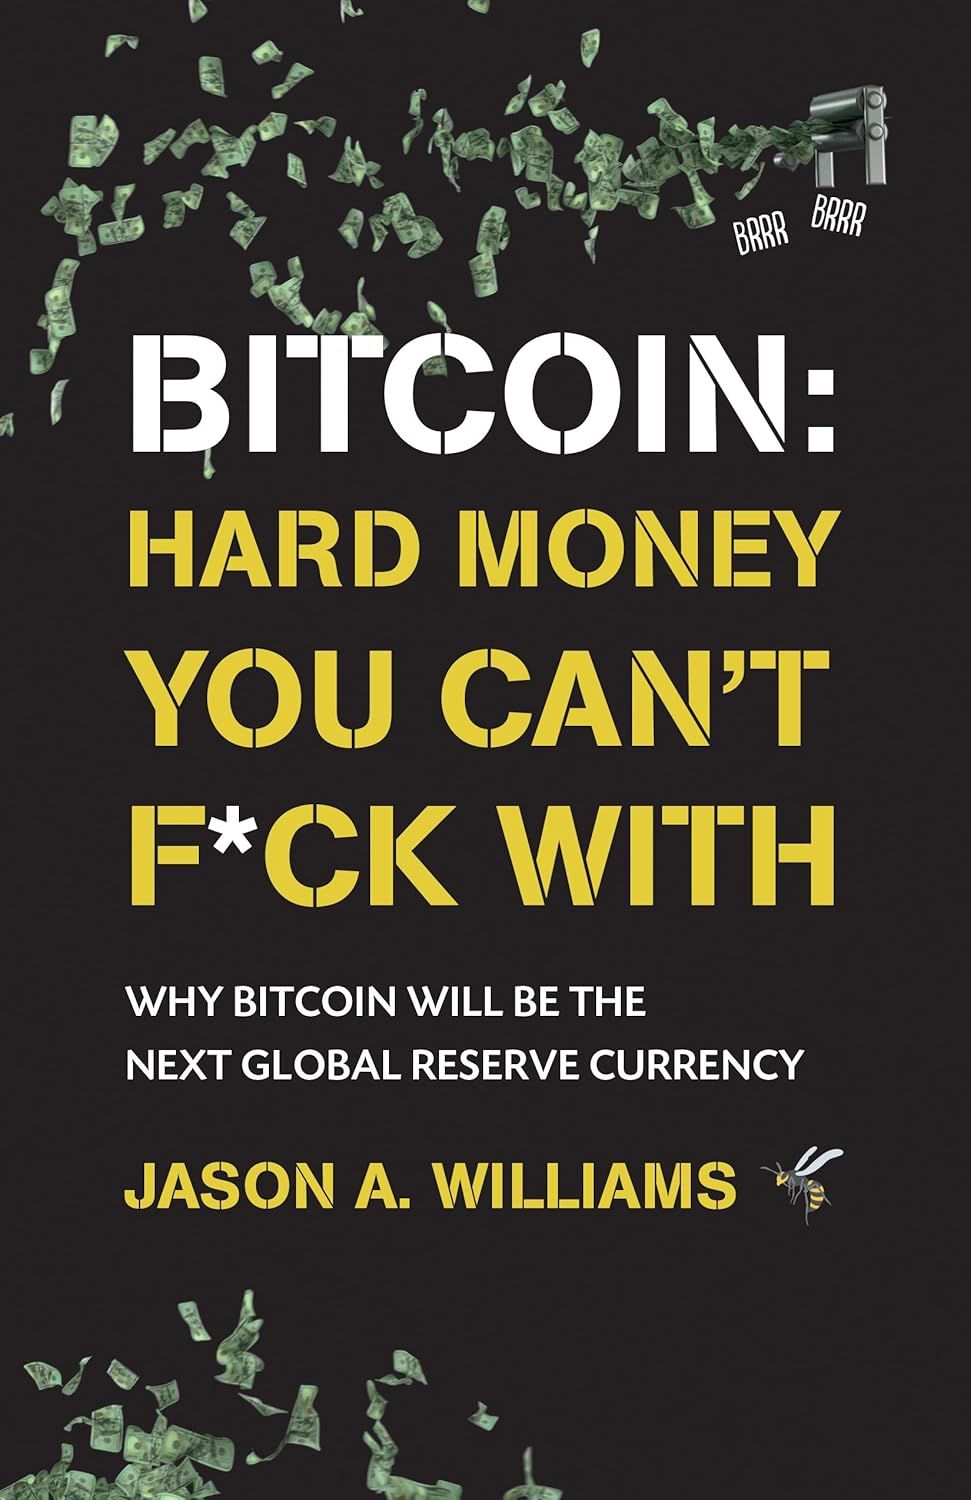 BRRR BRRR
BITCOIN:
HARD MONEY
YOU CAN'T
F*CK WITH
WHY BITCOIN WILL BE THE
NEXT GLOBAL RESERVE CURRENCY
JASON A. WILLIAMS